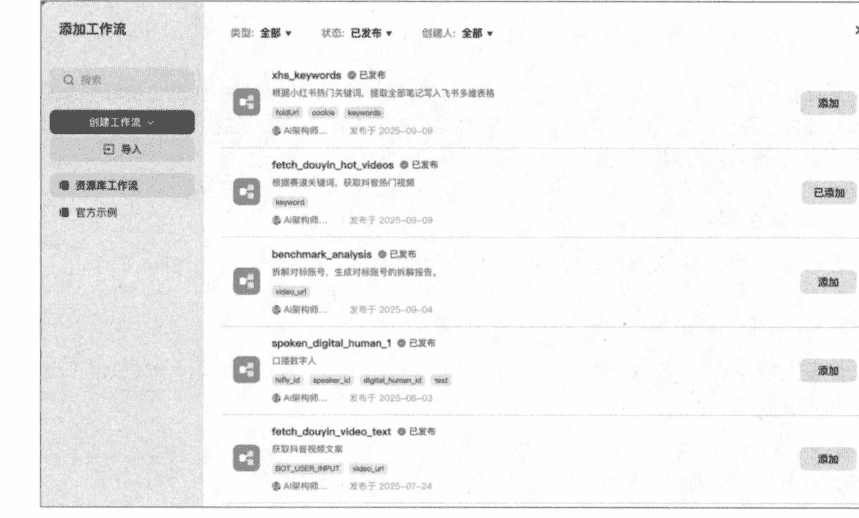 添加工作流
类型: 全部 状态: 已发布 创建人: 全部
搜索
创建工作流
导入
资源库工作流
官方示例
xhs_keywords 已发布
根据小红书热门关键词，提取全部笔记写入飞书多维表格
foldUrl cookie keywords
AI架构师... 发布于 2025-09-09
添加
fetch_douyin_hot_videos 已发布
根据赛道关键词，获取抖音热门视频
keyword
AI架构师... 发布于 2025-09-09
已添加
benchmark_analysis 已发布
拆解对标账号，生成对标账号的拆解报告。
video_url
AI架构师... 发布于 2025-09-04
添加
spoken_digital_human_1 已发布
口播数字人
hifly_id speaker_id digital_human_id text
AI架构师... 发布于 2025-08-03
添加
fetch_douyin_video_text 已发布
获取抖音视频文案
BOT_USER_INPUT video_url
AI架构师... 发布于 2025-07-24
添加